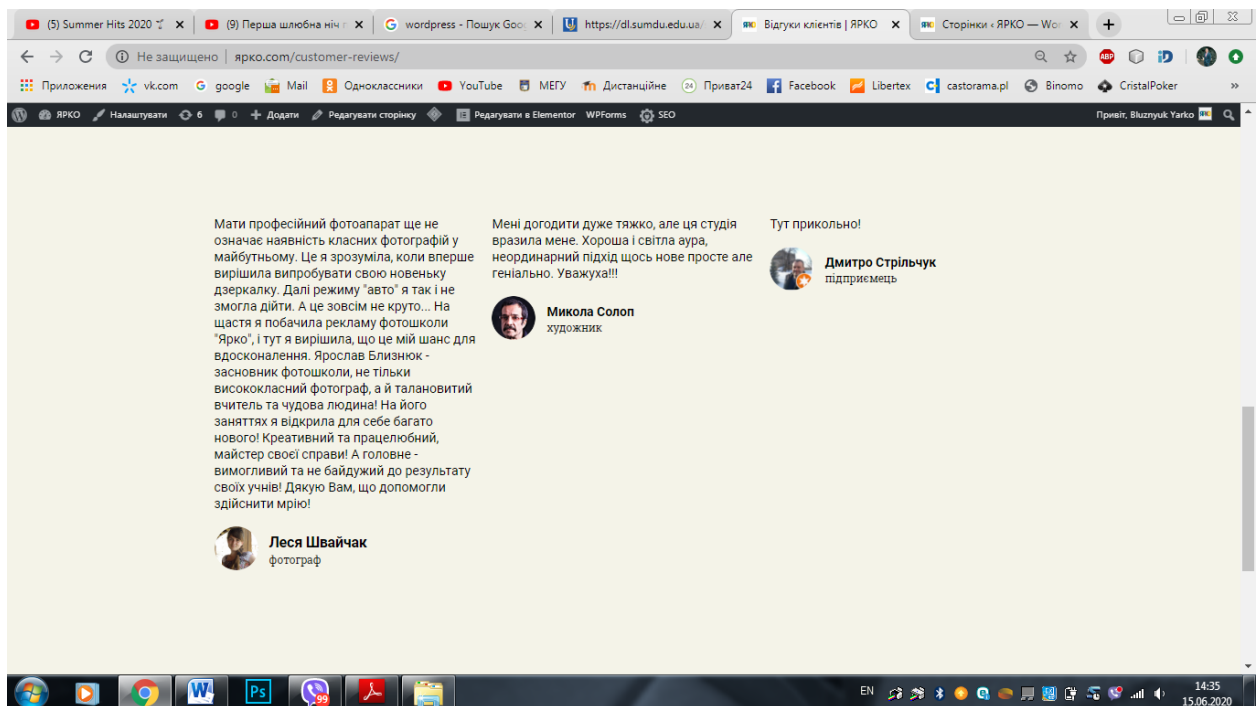 (5) Summer Hits 2020
(9) Перша шлюбна ніч
wordpress - Пошук Goo
https://dl.sumdu.edu.ua/
Відгуки клієнтів | ЯРКО
Сторінки ‹ ЯРКО — Wo
Не защищено | ярко.com/customer-reviews/
Приложения vk.com google Mail Одноклассники YouTube МЕГУ Дистанційне Приват24 Facebook Libertex castorama.pl Binomo CristalPoker »
ЯРКО Налаштувати 6 0 Додати Редагувати сторінку Редагувати в Elementor WPForms SEO Привіт, Bluznyuk Yarko
Мати професійний фотоапарат ще не
означає наявність класних фотографій у
майбутньому. Це я зрозуміла, коли вперше
вирішила випробувати свою новеньку
дзеркалку. Далі режиму "авто" я так і не
змогла дійти. А це зовсім не круто... На
щастя я побачила рекламу фотошколи
"Ярко", і тут я вирішила, що це мій шанс для
вдосконалення. Ярослав Близнюк -
засновник фотошколи, не тільки
висококласний фотограф, а й талановитий
вчитель та чудова людина! На його
заняттях я відкрила для себе багато
нового! Креативний та працелюбний,
майстер своєї справи! А головне -
вимогливий та не байдужий до результату
своїх учнів! Дякую Вам, що допомогли
здійснити мрію!
Леся Швайчак
фотограф
Мені догодити дуже тяжко, але ця студія
вразила мене. Хороша і світла аура,
неординарний підхід щось нове просте але
геніально. Уважуха!!!
Микола Солоп
художник
Тут прикольно!
Дмитро Стрільчук
підприємець
EN
14:35
15.06.2020
99
Ps